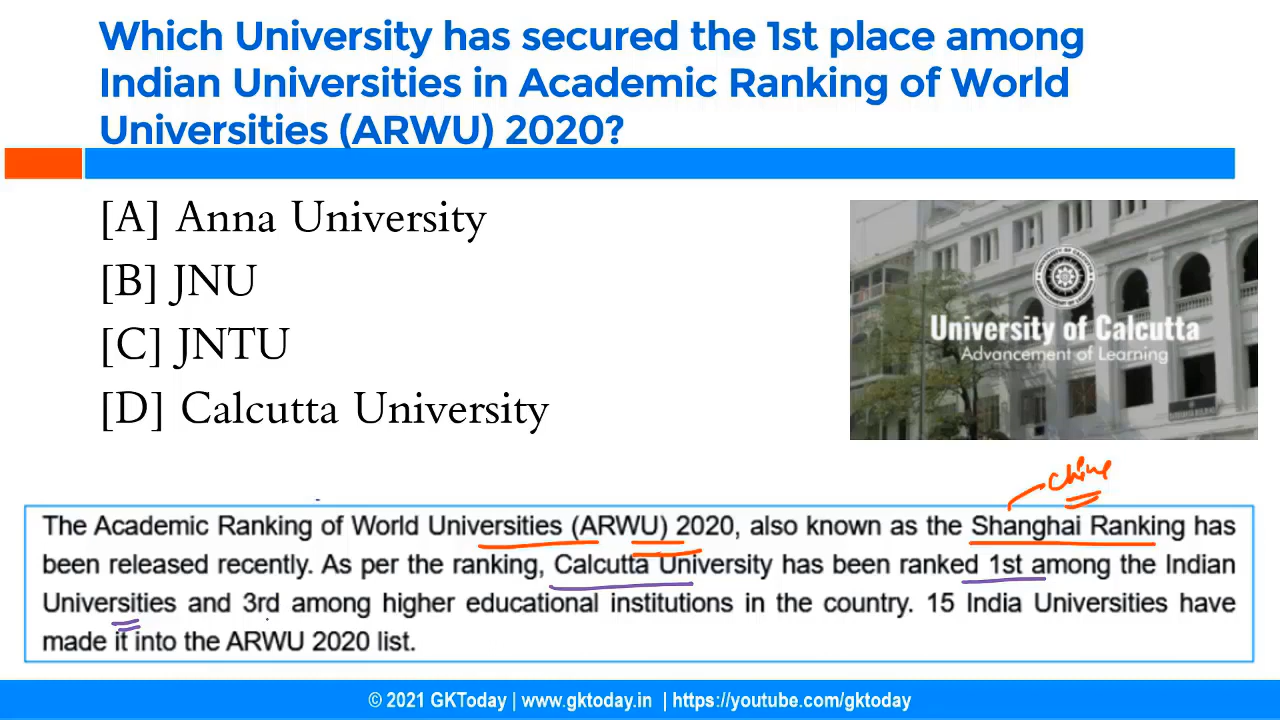 Which University has secured the 1st place among
Indian Universities in Academic Ranking of World
Universities (ARWU) 2020?
[A] Anna University
[B] JNU
[C] JNTU
[D] Calcutta University
University of Calcutta
Advancement of Learning
The Academic Ranking of World Universities (ARWU) 2020, also known as the Shanghai Ranking has
been released recently. As per the ranking, Calcutta University has been ranked 1st among the Indian
Universities and 3rd among higher educational institutions in the country. 15 India Universities have
made it into the ARWU 2020 list.
© 2021 GKToday | www.gktoday.in | https://youtube.com/gktoday